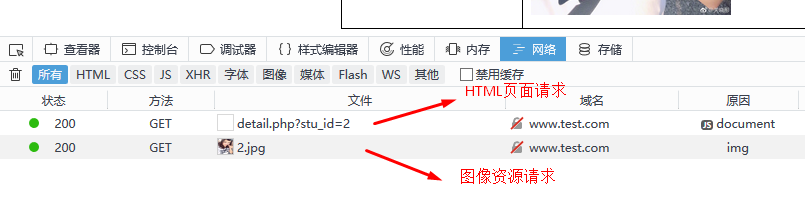 查看器 控制台 调试器 样式编辑器 性能 内存 网络 存储
所有 HTML CSS JS XHR 字体 图像 媒体 Flash WS 其他 禁用缓存
HTML页面请求
状态 方法 文件 域名 原因
200 GET detail.php?stu_id=2 www.test.com JS document
200 GET 2.jpg www.test.com img
图像资源请求